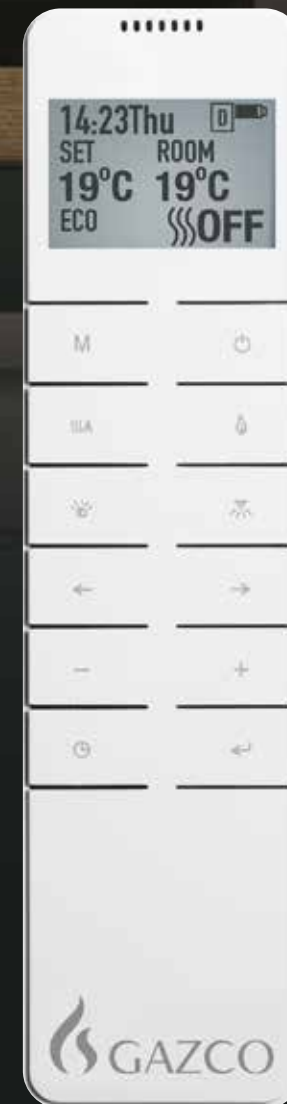 14:23Thu D
SET ROOM
19°C 19°C
ECO OFF
M
A
- +
GAZCO